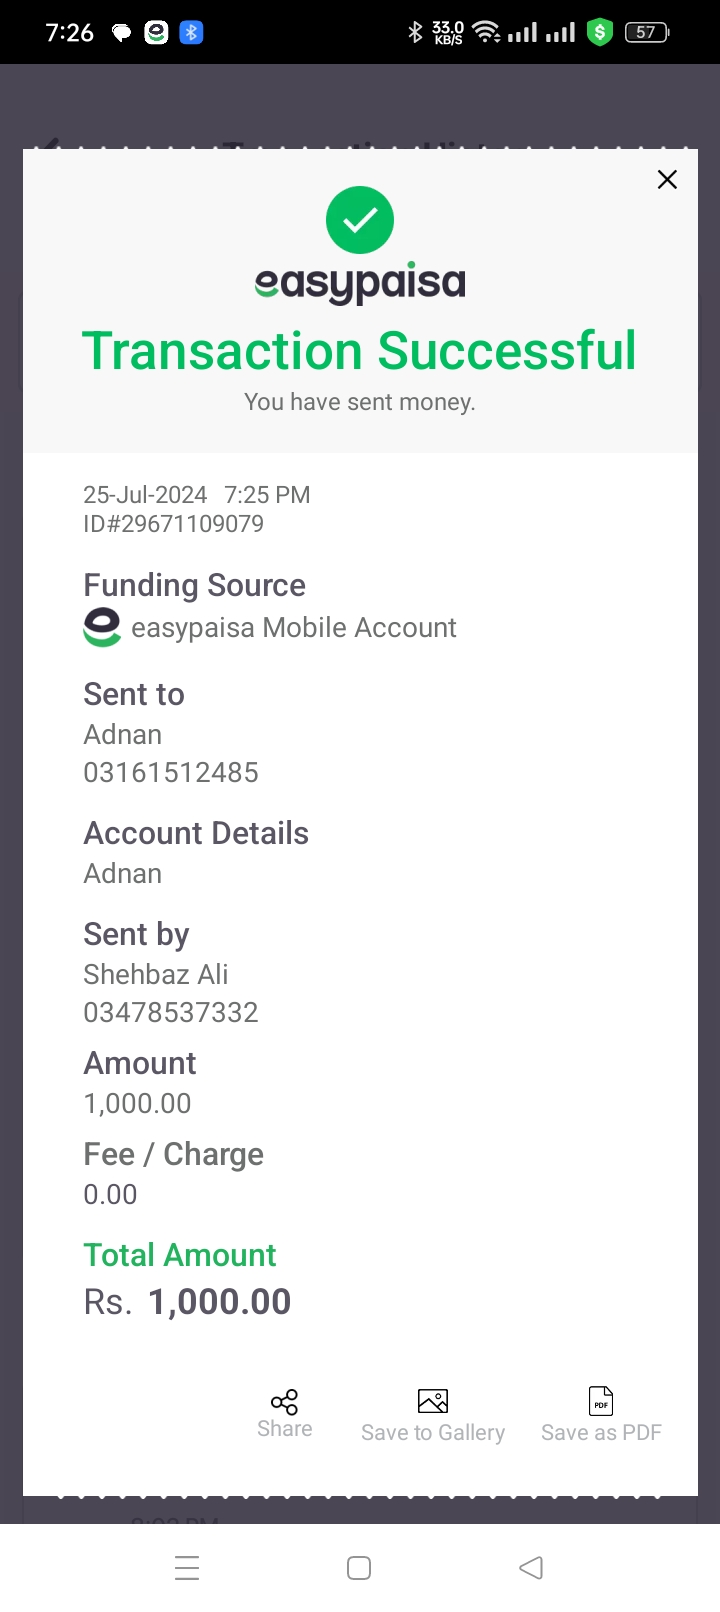 7:26
33.0
KB/S
57
easypaisa
Transaction Successful
You have sent money.
25-Jul-2024 7:25 PM
ID#29671109079
Funding Source
easypaisa Mobile Account
Sent to
Adnan
03161512485
Account Details
Adnan
Sent by
Shehbaz Ali
03478537332
Amount
1,000.00
Fee / Charge
0.00
Total Amount
Rs. 1,000.00
Share
Save to Gallery
PDF
Save as PDF